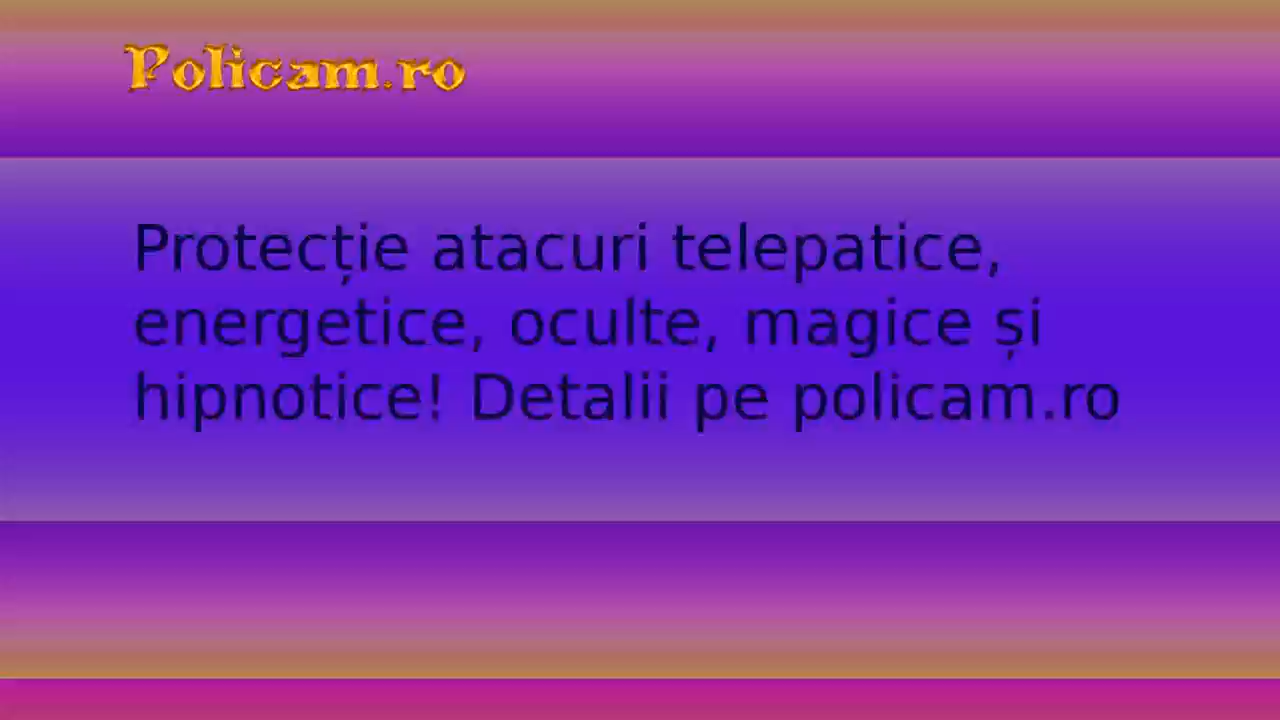 Policam.ro
Protecție atacuri telepatice,
energetice, oculte, magice și
hipnotice! Detalii pe policam.ro